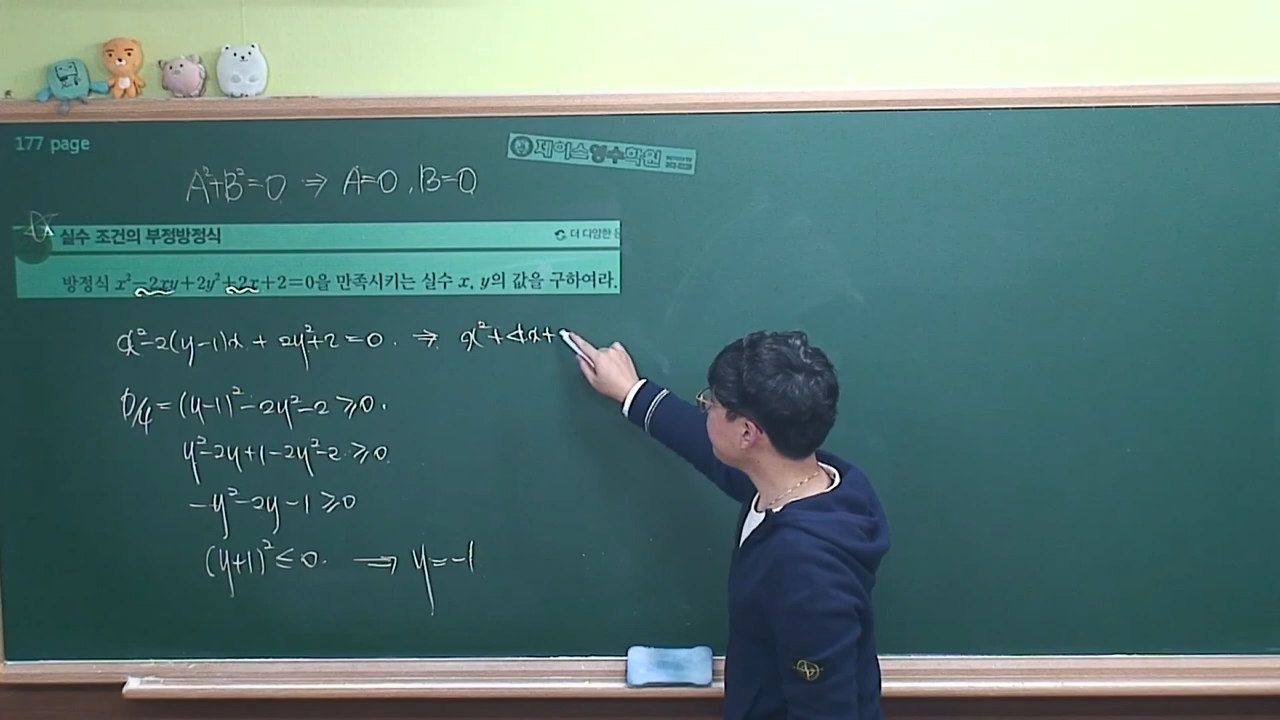 177 page
제이스영수학원
A²+B²=0 ⇒ A=0, B=0
실수 조건의 부정방정식
더 다양한
방정식 x²-2xy+2y²+2x+2=0을 만족시키는 실수 x, y의 값을 구하여라.
x²-2(y-1)x + 2y²+2=0. ⇒ x²+4x+
D/4=(y-1)²-2y²-2≥0.
y²-2y+1-2y²-2≥0.
-y²-2y-1≥0
(y+1)²≤0. ⟹ y=-1